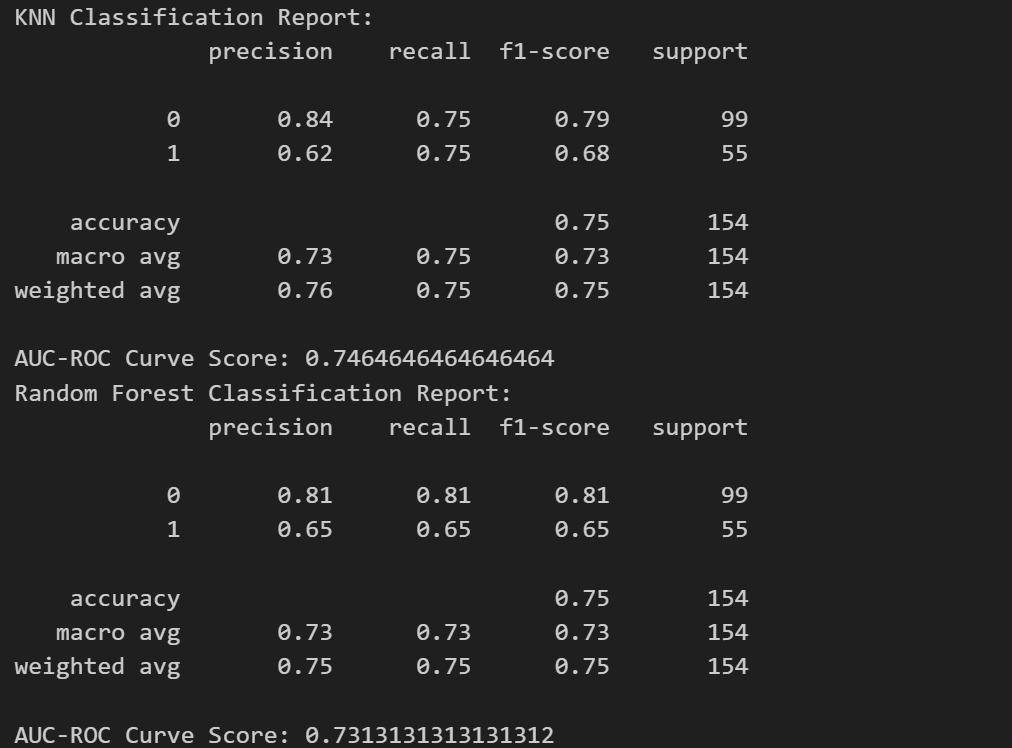 KNN Classification Report:
precision recall f1-score support
0 0.84 0.75 0.79 99
1 0.62 0.75 0.68 55
accuracy 0.75 154
macro avg 0.73 0.75 0.73 154
weighted avg 0.76 0.75 0.75 154
AUC-ROC Curve Score: 0.7464646464646464
Random Forest Classification Report:
precision recall f1-score support
0 0.81 0.81 0.81 99
1 0.65 0.65 0.65 55
accuracy 0.75 154
macro avg 0.73 0.73 0.73 154
weighted avg 0.75 0.75 0.75 154
AUC-ROC Curve Score: 0.7313131313131312